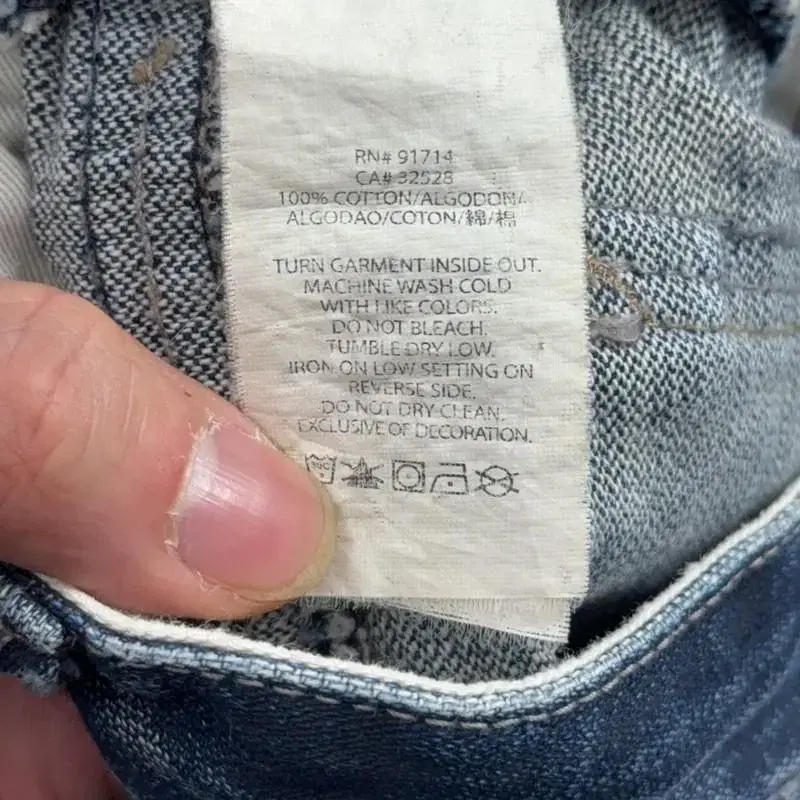 RN# 91714
CA# 32528
100% COTTON/ALGODON/
ALGODAO/COTON/綿/棉
TURN GARMENT INSIDE OUT.
MACHINE WASH COLD
WITH LIKE COLORS.
DO NOT BLEACH.
TUMBLE DRY LOW.
IRON ON LOW SETTING ON
REVERSE SIDE.
DO NOT DRY CLEAN.
EXCLUSIVE OF DECORATION.